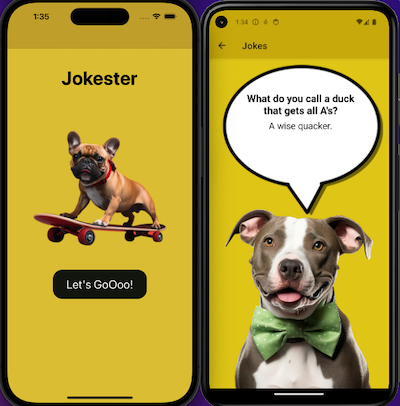 1:35
Jokester
Let's GoOoo!
1:34
Jokes
What do you call a duck
that gets all A's?
A wise quacker.